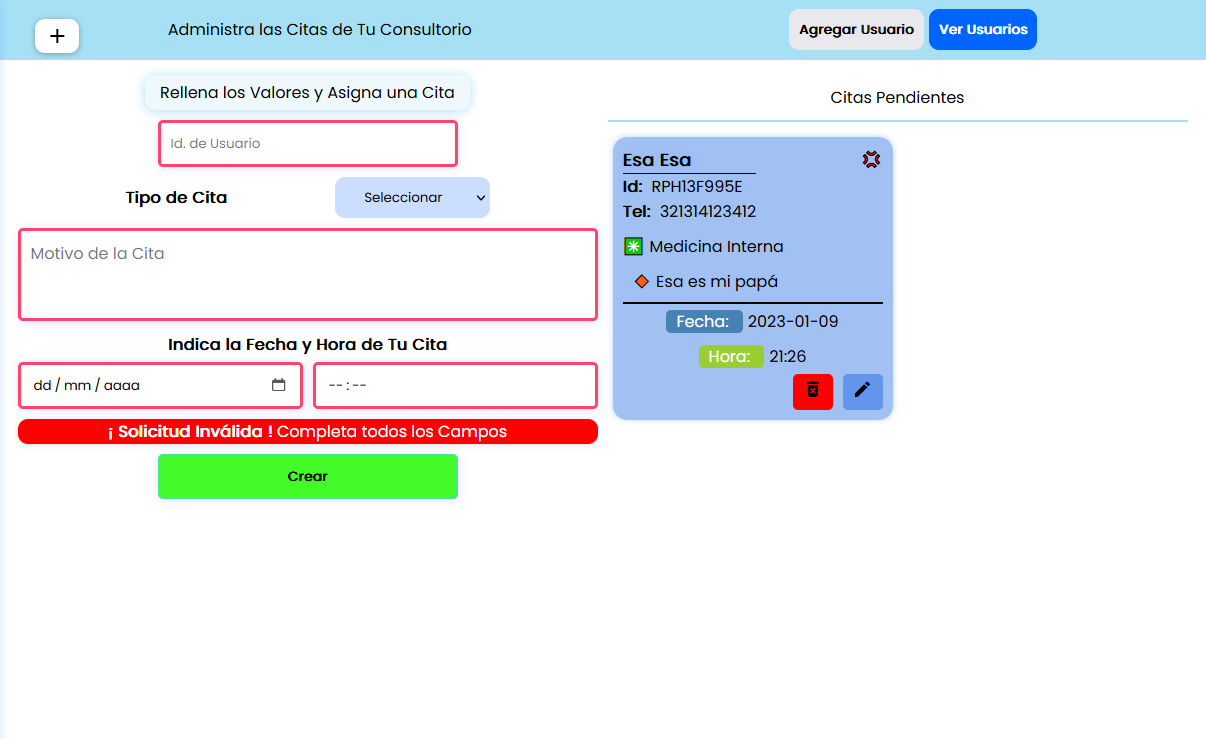 +
Administra las Citas de Tu Consultorio
Agregar Usuario
Ver Usuarios
Rellena los Valores y Asigna una Cita
Id. de Usuario
Tipo de Cita
Seleccionar
Motivo de la Cita
Indica la Fecha y Hora de Tu Cita
dd / mm / aaaa
-- : --
¡ Solicitud Inválida ! Completa todos los Campos
Crear
Citas Pendientes
Esa Esa
Id: RPH13F995E
Tel: 321314123412
Medicina Interna
Esa es mi papá
Fecha: 2023-01-09
Hora: 21:26